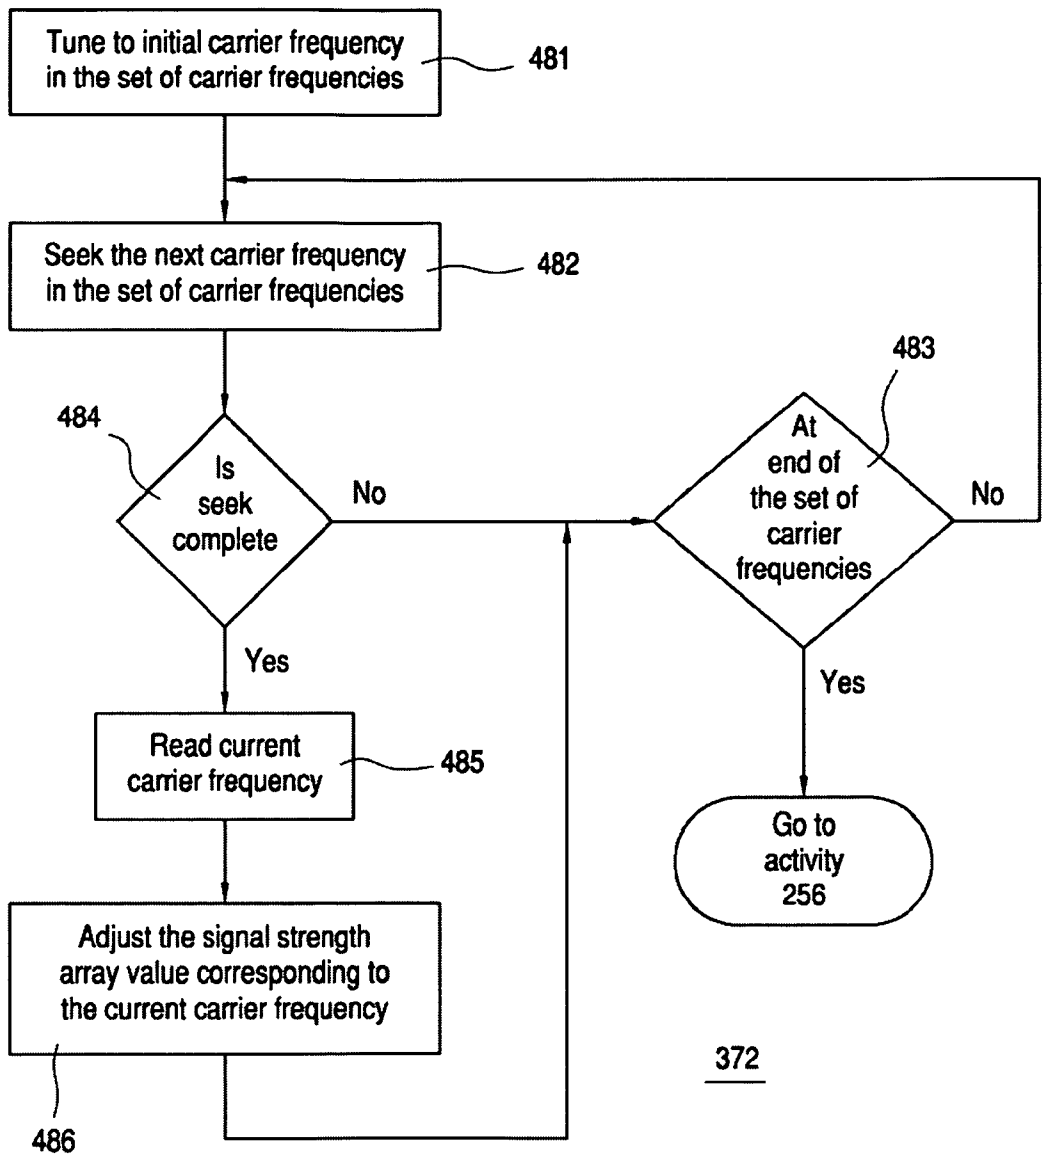 Tune to initial carrier frequency
in the set of carrier frequencies
481
Seek the next carrier frequency
in the set of carrier frequencies
482
483
484
Is
seek
complete
No
At
end of
the set of
carrier
frequencies
No
Yes
Yes
Read current
carrier frequency
485
Go to
activity
256
Adjust the signal strength
array value corresponding to
the current carrier frequency
372
486